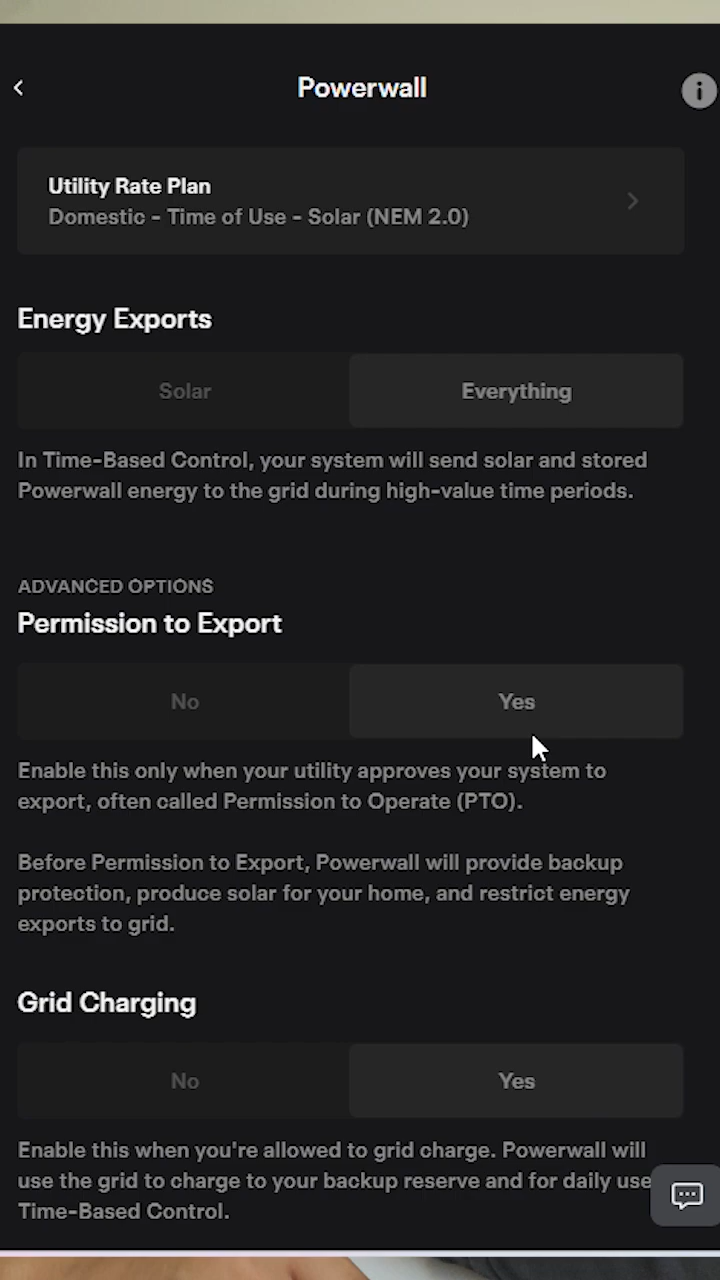 Powerwall
Utility Rate Plan
Domestic - Time of Use - Solar (NEM 2.0)
Energy Exports
Solar
Everything
In Time-Based Control, your system will send solar and stored
Powerwall energy to the grid during high-value time periods.
ADVANCED OPTIONS
Permission to Export
No
Yes
Enable this only when your utility approves your system to
export, often called Permission to Operate (PTO).
Before Permission to Export, Powerwall will provide backup
protection, produce solar for your home, and restrict energy
exports to grid.
Grid Charging
No
Yes
Enable this when you're allowed to grid charge. Powerwall will
use the grid to charge to your backup reserve and for daily use
Time-Based Control.